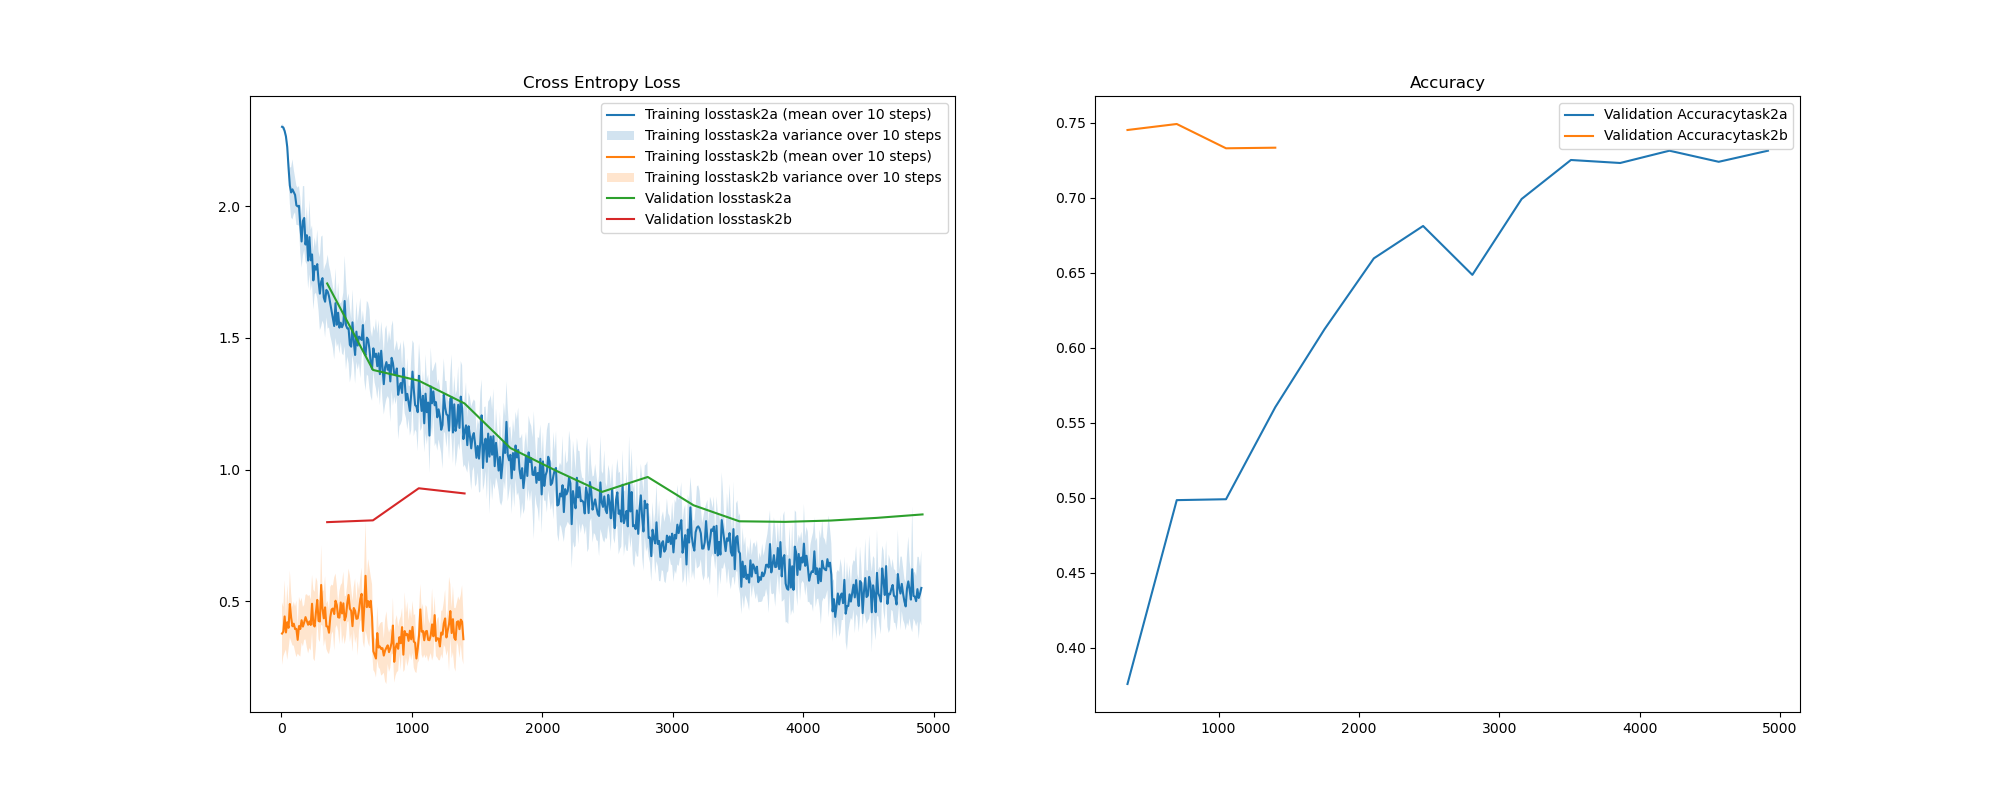 Cross Entropy Loss
Training losstask2a (mean over 10 steps)
Training losstask2a variance over 10 steps
Training losstask2b (mean over 10 steps)
Training losstask2b variance over 10 steps
Validation losstask2a
Validation losstask2b
2.0
1.5
1.0
0.5
0
1000
2000
3000
4000
5000
Accuracy
Validation Accuracytask2a
Validation Accuracytask2b
0.75
0.70
0.65
0.60
0.55
0.50
0.45
0.40
1000
2000
3000
4000
5000